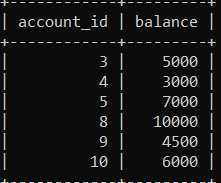 +------------+---------+
| account_id | balance |
+------------+---------+
|          3 |    5000 |
|          4 |    3000 |
|          5 |    7000 |
|          8 |   10000 |
|          9 |    4500 |
|         10 |    6000 |
+------------+---------+